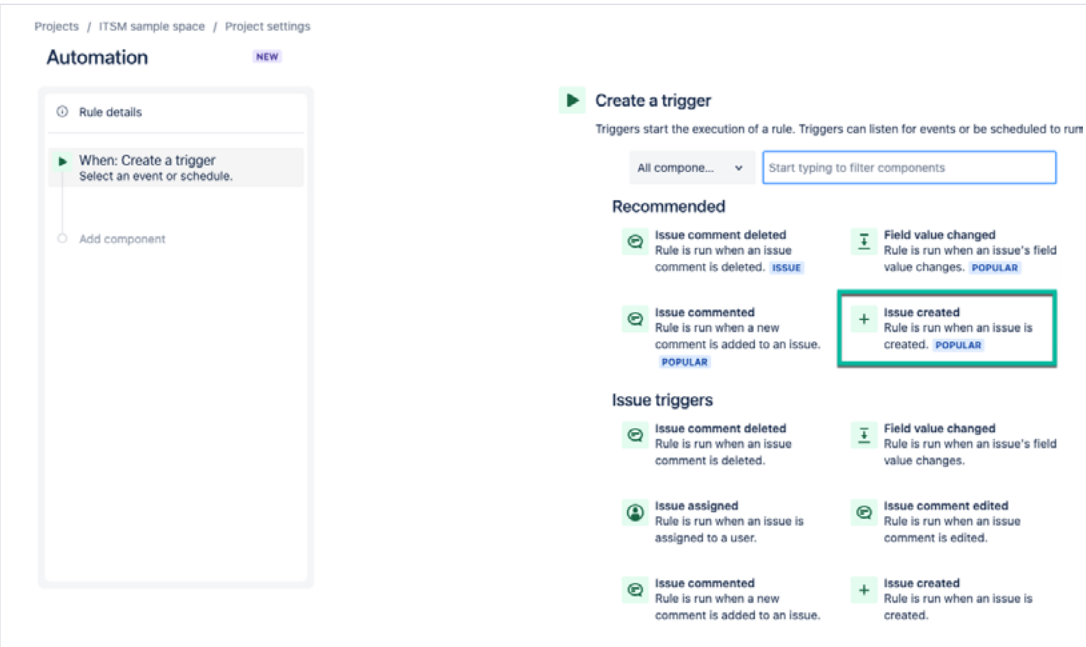 Projects / ITSM sample space / Project settings
Automation NEW
Rule details
When: Create a trigger
Select an event or schedule.
Add component
Create a trigger
Triggers start the execution of a rule. Triggers can listen for events or be scheduled to run
All compone...
Start typing to filter components
Recommended
Issue comment deleted
Rule is run when an issue
comment is deleted. ISSUE
Field value changed
Rule is run when an issue's field
value changes. POPULAR
Issue commented
Rule is run when a new
comment is added to an issue.
POPULAR
Issue created
Rule is run when an issue is
created. POPULAR
Issue triggers
Issue comment deleted
Rule is run when an issue
comment is deleted.
Field value changed
Rule is run when an issue's field
value changes.
Issue assigned
Rule is run when an issue is
assigned to a user.
Issue comment edited
Rule is run when an issue
comment is edited.
Issue commented
Rule is run when a new
comment is added to an issue.
Issue created
Rule is run when an issue is
created.